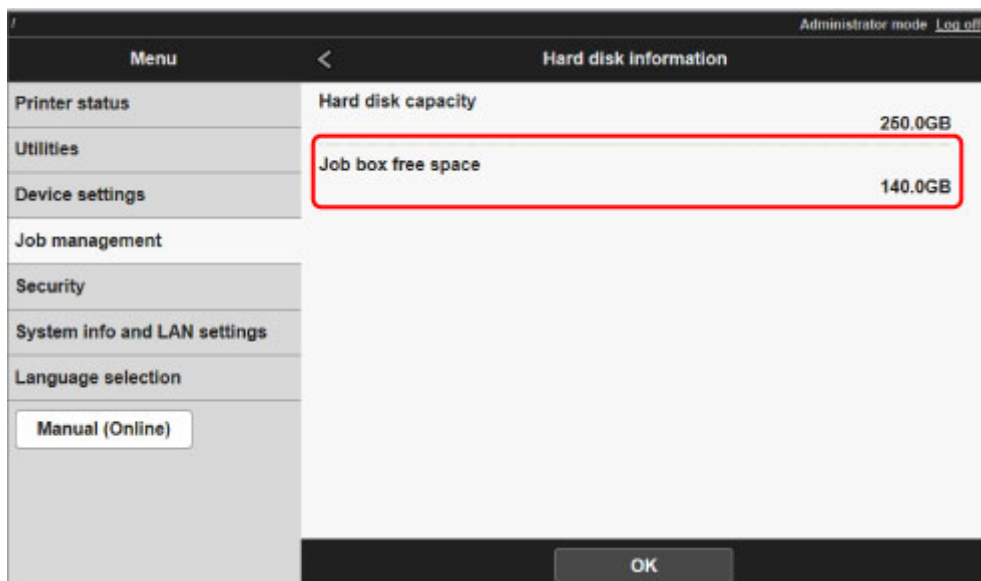 /
Administrator mode Log off
Menu
< Hard disk information
Printer status
Utilities
Device settings
Job management
Security
System info and LAN settings
Language selection
Manual (Online)
Hard disk capacity
250.0GB
Job box free space
140.0GB
OK